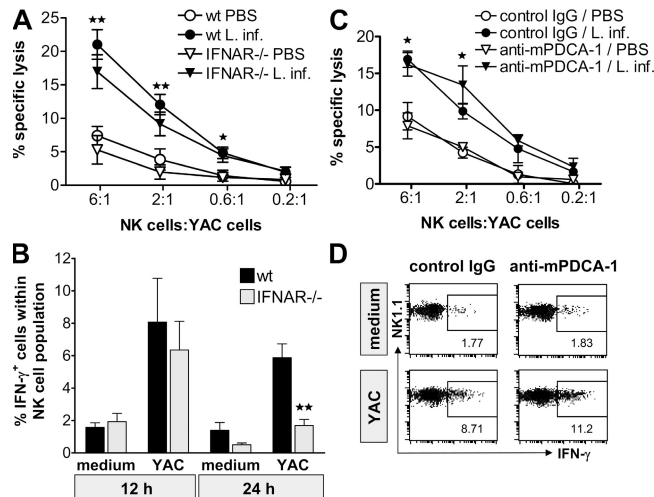 A
% specific lysis
25
20
15
10
5
0
★★
★★
★
wt PBS
wt L. inf.
IFNAR-/- PBS
IFNAR-/- L. inf.
6:1 2:1 0.6:1 0.2:1
NK cells:YAC cells
C
% specific lysis
20
15
10
5
0
★
★
control IgG / PBS
control IgG / L. inf.
anti-mPDCA-1 / PBS
anti-mPDCA-1 / L. inf.
6:1 2:1 0.6:1 0.2:1
NK cells:YAC cells
B
% IFN-γ+ cells within
NK cell population
12
10
8
6
4
2
0
wt
IFNAR-/-
★★
medium YAC medium YAC
12 h 24 h
D
control IgG anti-mPDCA-1
medium
NK1.1
1.77 1.83
YAC
8.71 11.2
IFN-γ